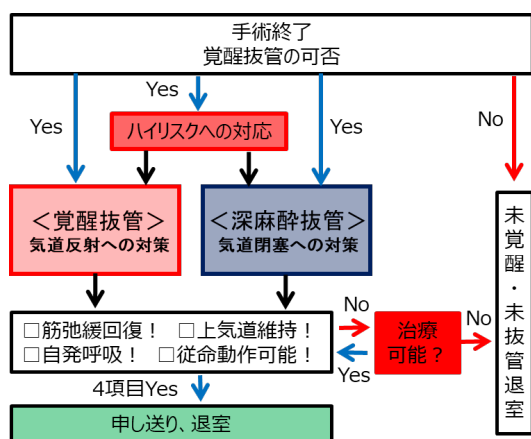 手術終了
覚醒抜管の可否
Yes
Yes
Yes
No
ハイリスクへの対応
＜覚醒抜管＞
気道反射への対策
＜深麻酔抜管＞
気道閉塞への対策
未覚醒・未抜管退室
□筋弛緩回復！ □上気道維持！
□自発呼吸！ □従命動作可能！
No
Yes
治療
可能？
No
4項目Yes
申し送り、退室